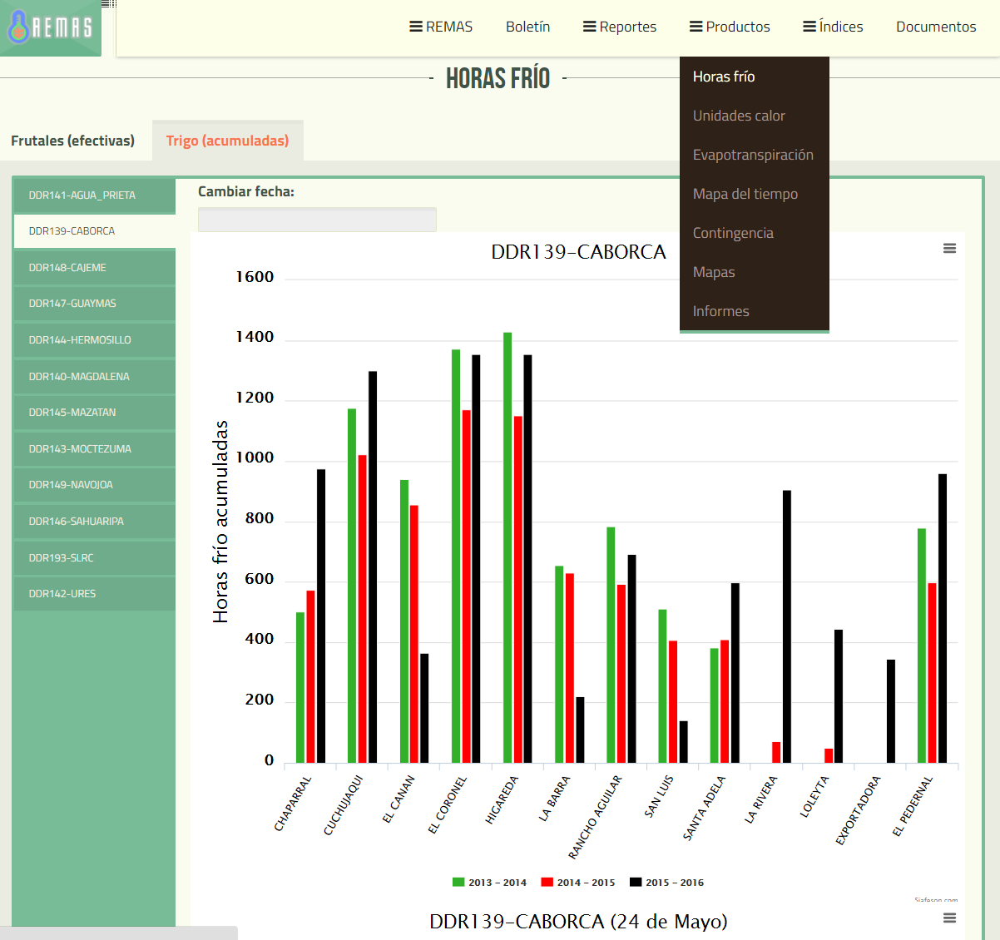 REMAS
REMAS Boletín Reportes Productos Índices Documentos
- HORAS FRÍO -
Horas frío
Unidades calor
Evapotranspiración
Mapa del tiempo
Contingencia
Mapas
Informes
Frutales (efectivas) Trigo (acumuladas)
DDR141-AGUA_PRIETA
DDR139-CABORCA
DDR148-CAJEME
DDR147-GUAYMAS
DDR144-HERMOSILLO
DDR140-MAGDALENA
DDR145-MAZATAN
DDR143-MOCTEZUMA
DDR149-NAVOJOA
DDR146-SAHUARIPA
DDR193-SLRC
DDR142-URES
Cambiar fecha:
DDR139-CABORCA
Horas frío acumuladas
1600
1400
1200
1000
800
600
400
200
0
CHAPARRAL
CUCHUJAQUI
EL CANAN
EL CORONEL
HIGAREDA
LA BARRA
RANCHO AGUILAR
SAN LUIS
SANTA ADELA
LA RIVERA
LOLEYTA
EXPORTADORA
EL PEDERNAL
2013 - 2014 2014 - 2015 2015 - 2016
Siafeson.com
DDR139-CABORCA (24 de Mayo)